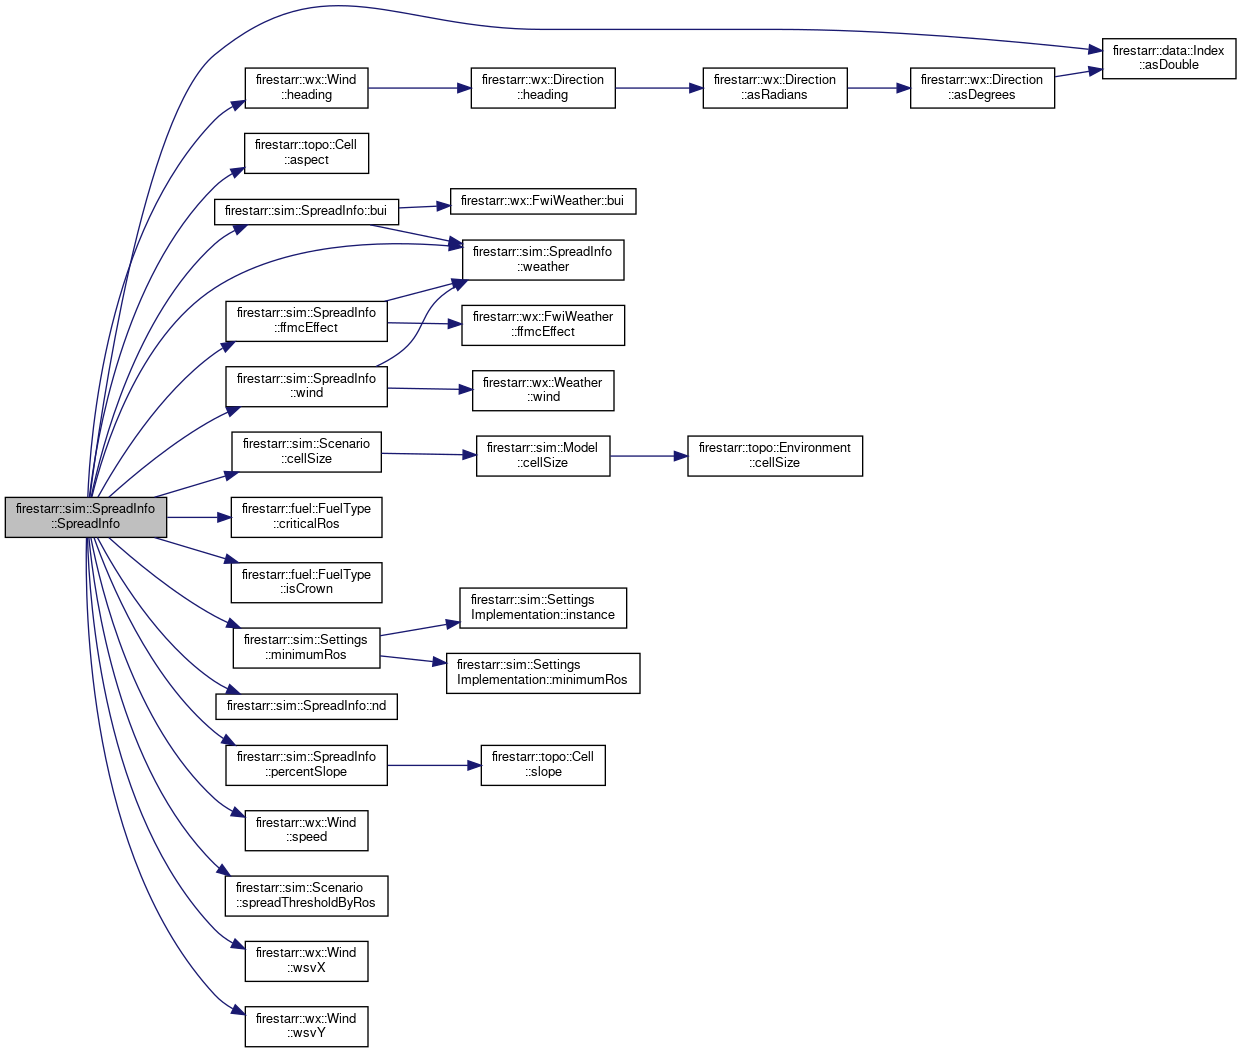 firestarr::data::Index
::asDouble
firestarr::wx::Wind
::heading
firestarr::wx::Direction
::heading
firestarr::wx::Direction
::asRadians
firestarr::wx::Direction
::asDegrees
firestarr::topo::Cell
::aspect
firestarr::sim::SpreadInfo::bui
firestarr::wx::FwiWeather::bui
firestarr::sim::SpreadInfo
::weather
firestarr::sim::SpreadInfo
::ffmcEffect
firestarr::wx::FwiWeather
::ffmcEffect
firestarr::sim::SpreadInfo
::wind
firestarr::wx::Weather
::wind
firestarr::sim::Scenario
::cellSize
firestarr::sim::Model
::cellSize
firestarr::topo::Environment
::cellSize
firestarr::sim::SpreadInfo
::SpreadInfo
firestarr::fuel::FuelType
::criticalRos
firestarr::fuel::FuelType
::isCrown
firestarr::sim::Settings
::minimumRos
firestarr::sim::Settings
Implementation::instance
firestarr::sim::Settings
Implementation::minimumRos
firestarr::sim::SpreadInfo::nd
firestarr::sim::SpreadInfo
::percentSlope
firestarr::topo::Cell
::slope
firestarr::wx::Wind
::speed
firestarr::sim::Scenario
::spreadThresholdByRos
firestarr::wx::Wind
::wsvX
firestarr::wx::Wind
::wsvY